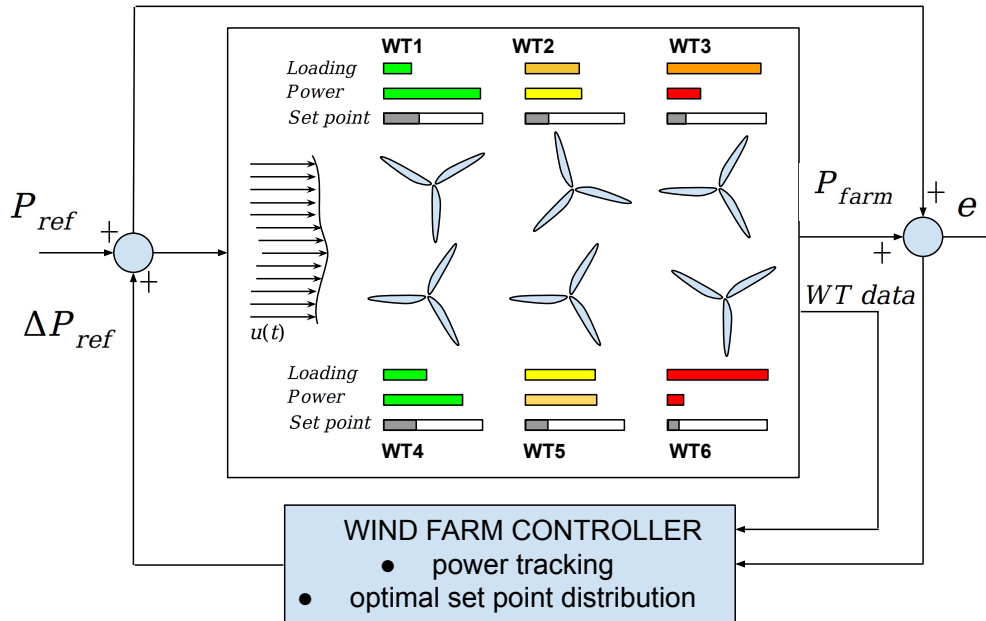 WT1 WT2 WT3
Loading
Power
Set point
P_ref
+
+
ΔP_ref
u(t)
P_farm
+
+
e
WT data
Loading
Power
Set point
WT4 WT5 WT6
WIND FARM CONTROLLER
● power tracking
● optimal set point distribution